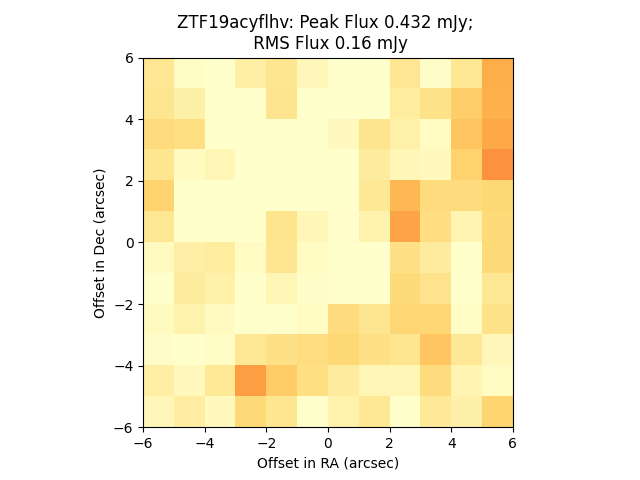 ZTF19acyflhv: Peak Flux 0.432 mJy;
RMS Flux 0.16 mJy
6
4
2
0
−2
−4
−6
Offset in Dec (arcsec)
−6 −4 −2 0 2 4 6
Offset in RA (arcsec)